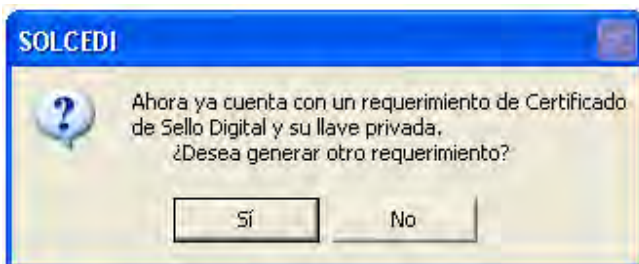 SOLCEDI
Ahora ya cuenta con un requerimiento de Certificado
de Sello Digital y su llave privada.
¿Desea generar otro requerimiento?
Sí
No